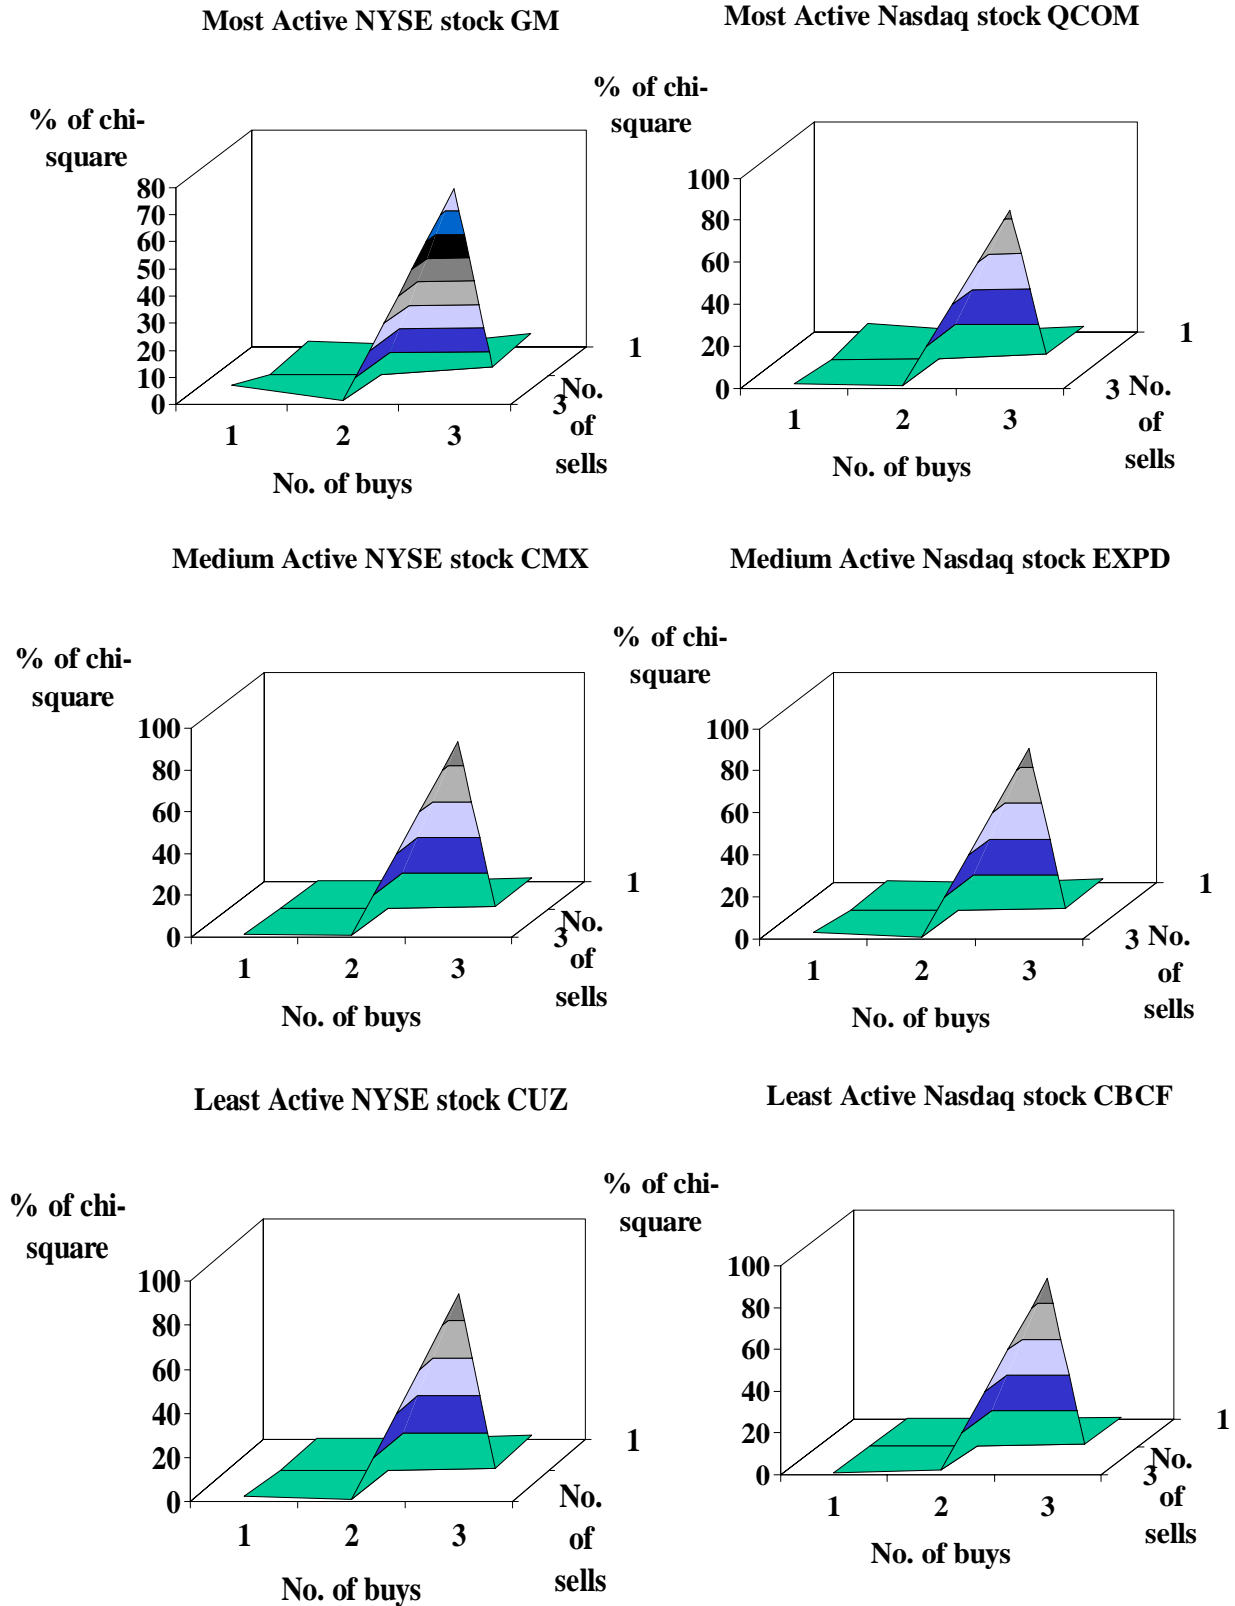 Most Active NYSE stock GM
% of chi-
square
80
70
60
50
40
30
20
10
0
1
2
3
No. of buys
1
3
No.
of
sells
Most Active Nasdaq stock QCOM
% of chi-
square
100
80
60
40
20
0
1
2
3
No. of buys
1
3
No.
of
sells
Medium Active NYSE stock CMX
% of chi-
square
100
80
60
40
20
0
1
2
3
No. of buys
1
3
No.
of
sells
Medium Active Nasdaq stock EXPD
% of chi-
square
100
80
60
40
20
0
1
2
3
No. of buys
1
3
No.
of
sells
Least Active NYSE stock CUZ
% of chi-
square
100
80
60
40
20
0
1
2
3
No. of buys
1
No.
of
sells
Least Active Nasdaq stock CBCF
% of chi-
square
100
80
60
40
20
0
1
2
3
No. of buys
1
3
No.
of
sells